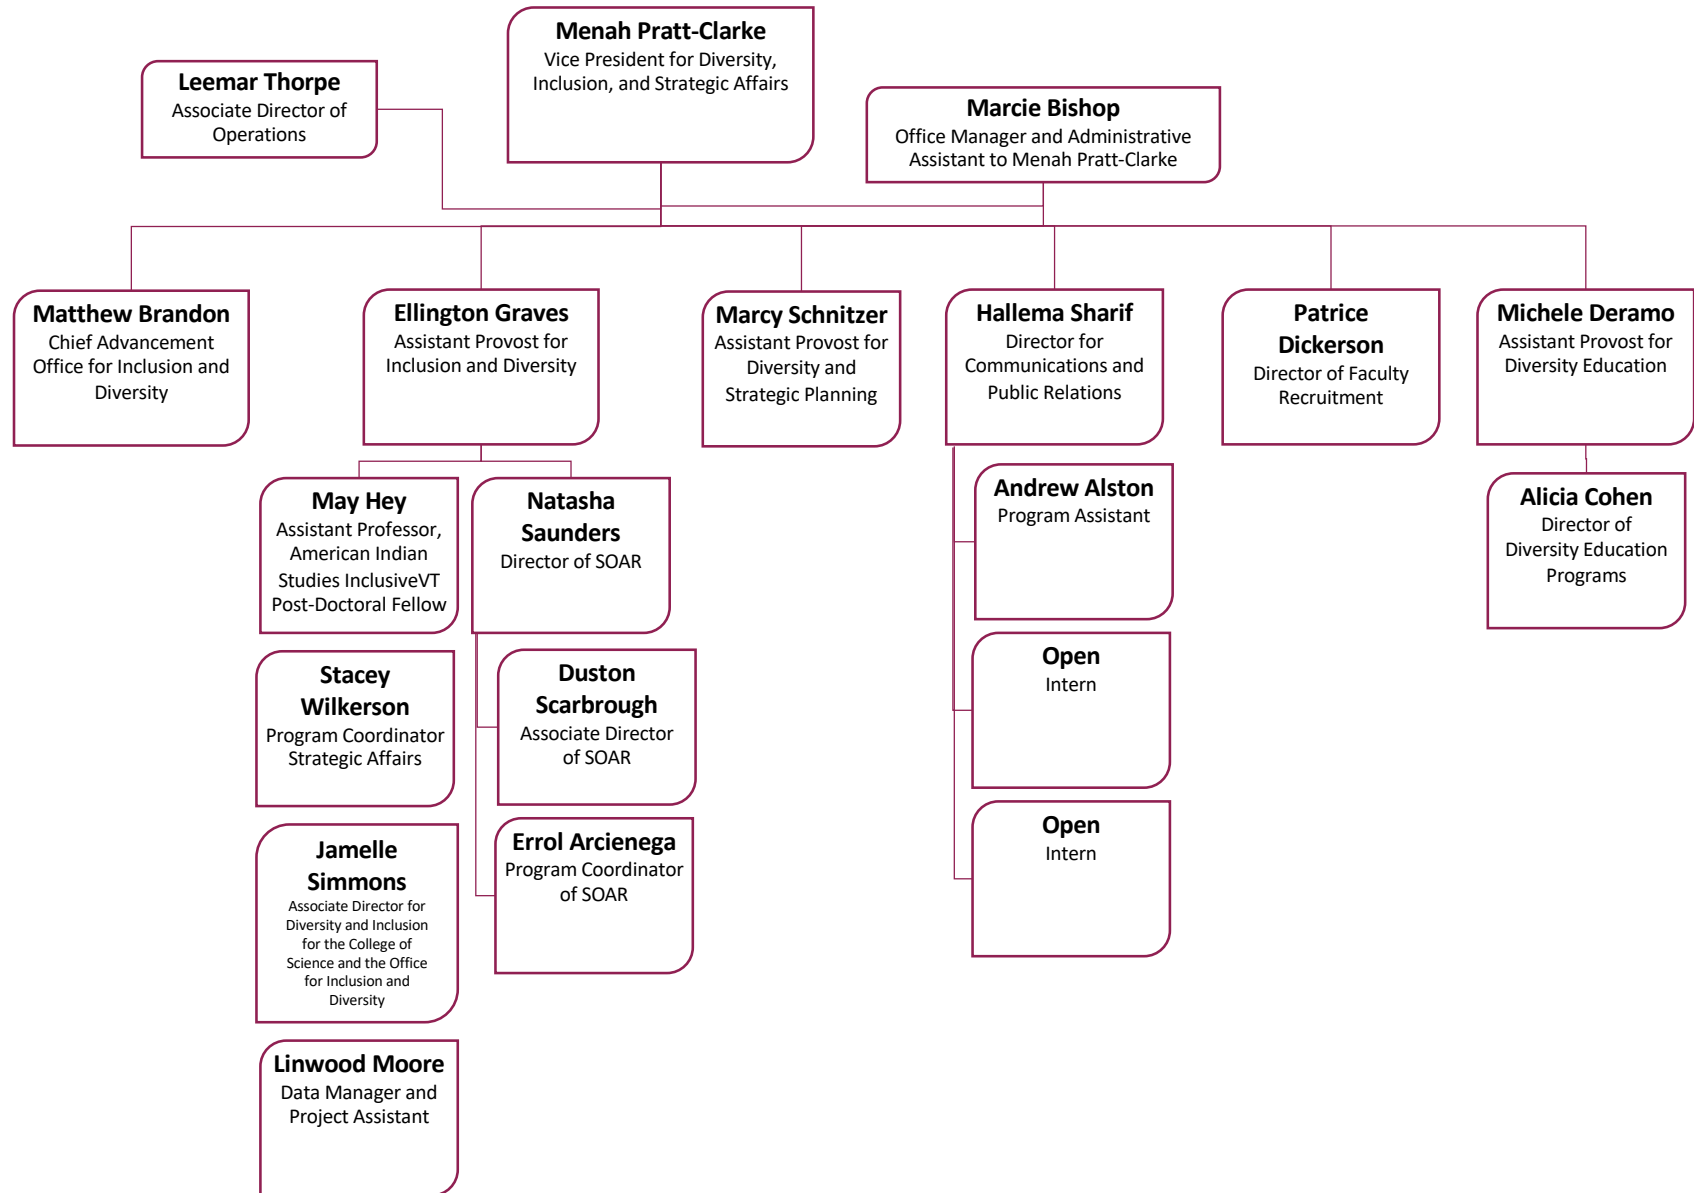 Menah Pratt-Clarke
Vice President for Diversity,
Inclusion, and Strategic Affairs
Leemar Thorpe
Associate Director of
Operations
Marcie Bishop
Office Manager and Administrative
Assistant to Menah Pratt-Clarke
Matthew Brandon
Chief Advancement
Office for Inclusion and
Diversity
Ellington Graves
Assistant Provost for
Inclusion and Diversity
Marcy Schnitzer
Assistant Provost for
Diversity and
Strategic Planning
Hallema Sharif
Director for
Communications and
Public Relations
Patrice
Dickerson
Director of Faculty
Recruitment
Michele Deramo
Assistant Provost for
Diversity Education
May Hey
Assistant Professor,
American Indian
Studies InclusiveVT
Post-Doctoral Fellow
Natasha
Saunders
Director of SOAR
Andrew Alston
Program Assistant
Alicia Cohen
Director of
Diversity Education
Programs
Stacey
Wilkerson
Program Coordinator
Strategic Affairs
Duston
Scarbrough
Associate Director
of SOAR
Open
Intern
Jamelle
Simmons
Associate Director for
Diversity and Inclusion
for the College of
Science and the Office
for Inclusion and
Diversity
Errol Arcienega
Program Coordinator
of SOAR
Open
Intern
Linwood Moore
Data Manager and
Project Assistant